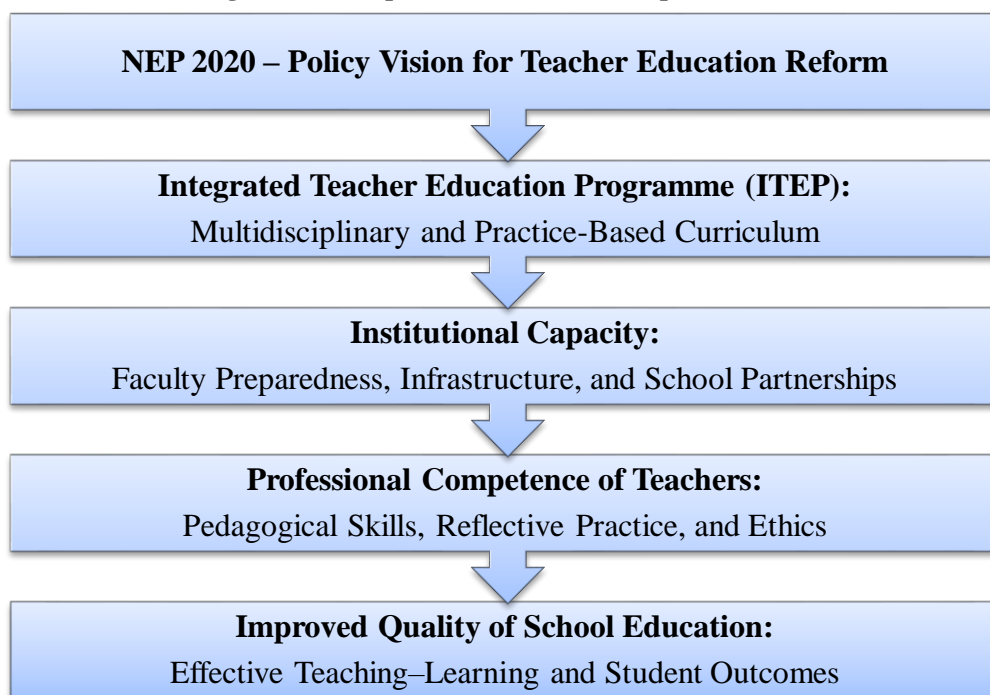 NEP 2020 – Policy Vision for Teacher Education Reform
Integrated Teacher Education Programme (ITEP):
Multidisciplinary and Practice-Based Curriculum
Institutional Capacity:
Faculty Preparedness, Infrastructure, and School Partnerships
Professional Competence of Teachers:
Pedagogical Skills, Reflective Practice, and Ethics
Improved Quality of School Education:
Effective Teaching–Learning and Student Outcomes